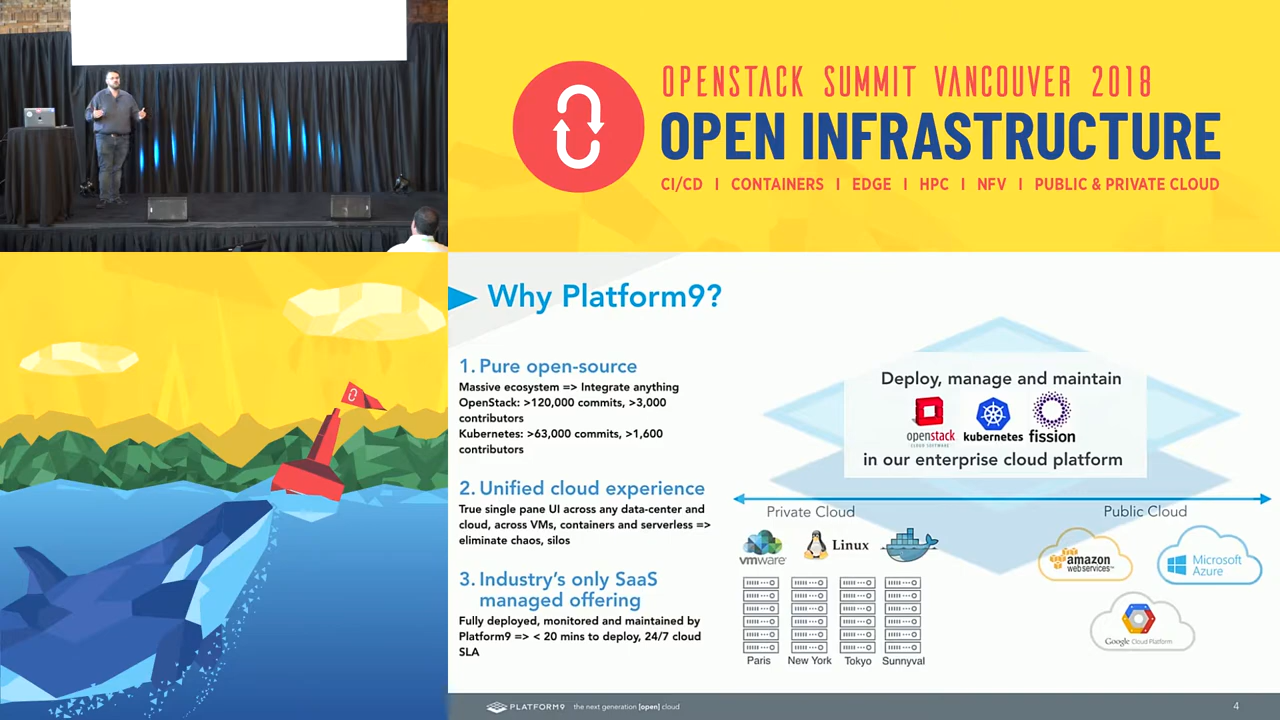 OPENSTACK SUMMIT VANCOUVER 2018
OPEN INFRASTRUCTURE
CI/CD | CONTAINERS | EDGE | HPC | NFV | PUBLIC & PRIVATE CLOUD
Why Platform9?
1. Pure open-source
Massive ecosystem => Integrate anything
OpenStack: >120,000 commits, >3,000
contributors
Kubernetes: >63,000 commits, >1,600
contributors
2. Unified cloud experience
True single pane UI across any data-center and
cloud, across VMs, containers and serverless =>
eliminate chaos, silos
3. Industry's only SaaS
managed offering
Fully deployed, monitored and maintained by
Platform9 => < 20 mins to deploy, 24/7 cloud
SLA
Deploy, manage and maintain
openstack
CLOUD SOFTWARE
kubernetes
fission
in our enterprise cloud platform
Private Cloud
Public Cloud
vmware
Linux
amazon
webservices
Microsoft
Azure
Google Cloud Platform
Paris
New York
Tokyo
Sunnyval
PLATFORM9 the next generation [open] cloud
4